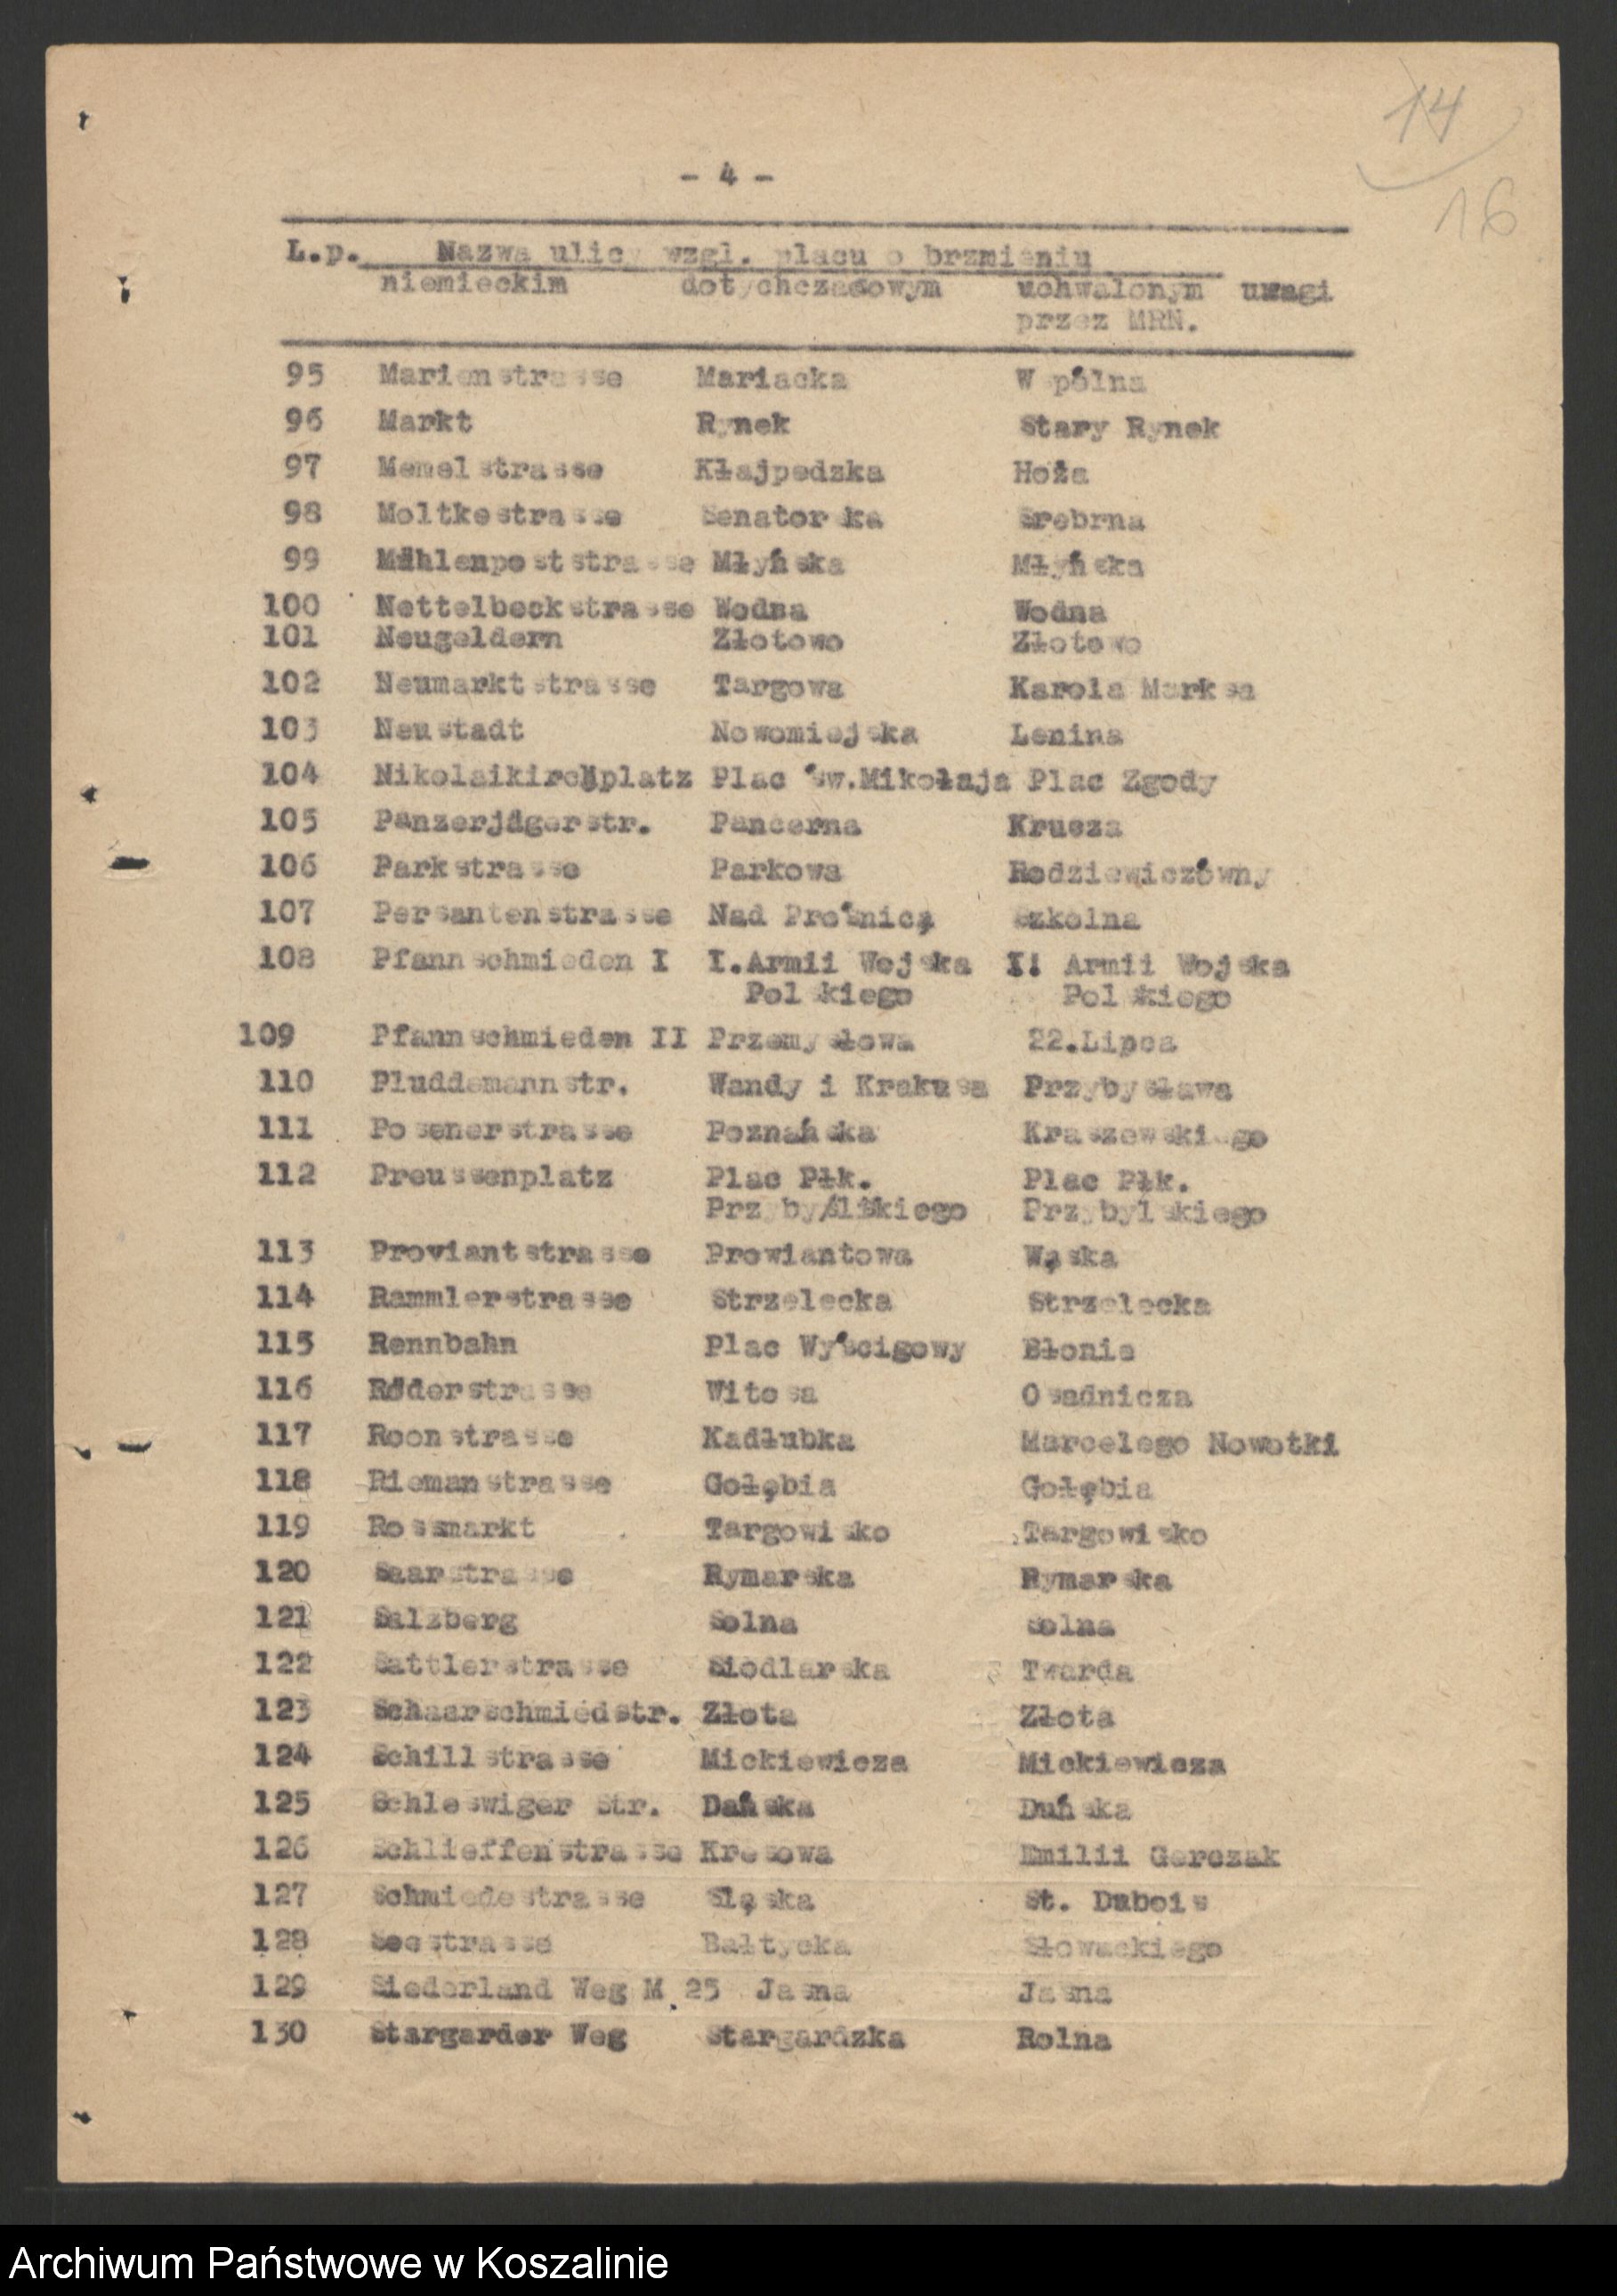 14
16
- 4 -
L.p. Nazwa ulicy wzgl. placu o brzmieniu
niemieckim dotychczasowym uchwalonym uwagi
przez MRN.
95 Marienstrasse Mariacka Wspólna
96 Markt Rynek Stary Rynek
97 Memelstrasse Kłajpedzka Hoża
98 Moltkestrasse Senatorska Srebrna
99 Mühlenpoststrasse Młyńska Młyńska
100 Nettelbeckstrasse Wodna Wodna
101 Neugeldern Złotowo Złotowo
102 Neumarktstrasse Targowa Karola Marksa
103 Neustadt Nowomiejska Lenina
104 Nikolaikirchplatz Plac św.Mikołaja Plac Zgody
105 Panzerjägerstr. Pancerna Krucza
106 Parkstrasse Parkowa Rodziewiczówny
107 Persantenstrasse Nad Prośnicą Szkolna
108 Pfannschmieden I I.Armii Wojska I! Armii Wojska
Polskiego Polskiego
109 Pfannschmieden II Przemysłowa 22.Lipca
110 Pluddemannstr. Wandy i Krakusa Przybysława
111 Posenerstrasse Poznańska Kraszewskiego
112 Preussenplatz Plac Płk. Plac Płk.
Przybylskiego
113 Proviantstrasse Prowiantowa Wąska
114 Rammlerstrasse Strzelecka Strzelecka
115 Rennbahn Plac Wyścigowy Błonie
116 Röderstrasse Witosa Osadnicza
117 Roonstrasse Kadłubka Marcelego Nowotki
118 Riemanstrasse Gołębia Gołębia
119 Rossmarkt Targowisko Targowisko
120 Saarstrasse Rymarska Rymarska
121 Salzberg Solna Solna
122 Sattlerstrasse Siodlarska Twarda
123 Schaarschmiedstr. Złota Złota
124 Schillstrasse Mickiewicza Mickiewicza
125 Schleswiger Str. Dańska Duńska
126 Schlieffenstrasse Kresowa Emilii Gerczak
127 Schmiedestrasse Sląska St. Dubois
128 Seestrasse Bałtycka Słowackiego
129 Siederland Weg M 25 Jasna Jasna
130 Stargarder Weg Stargardzka Rolna
Archiwum Państwowe w Koszalinie